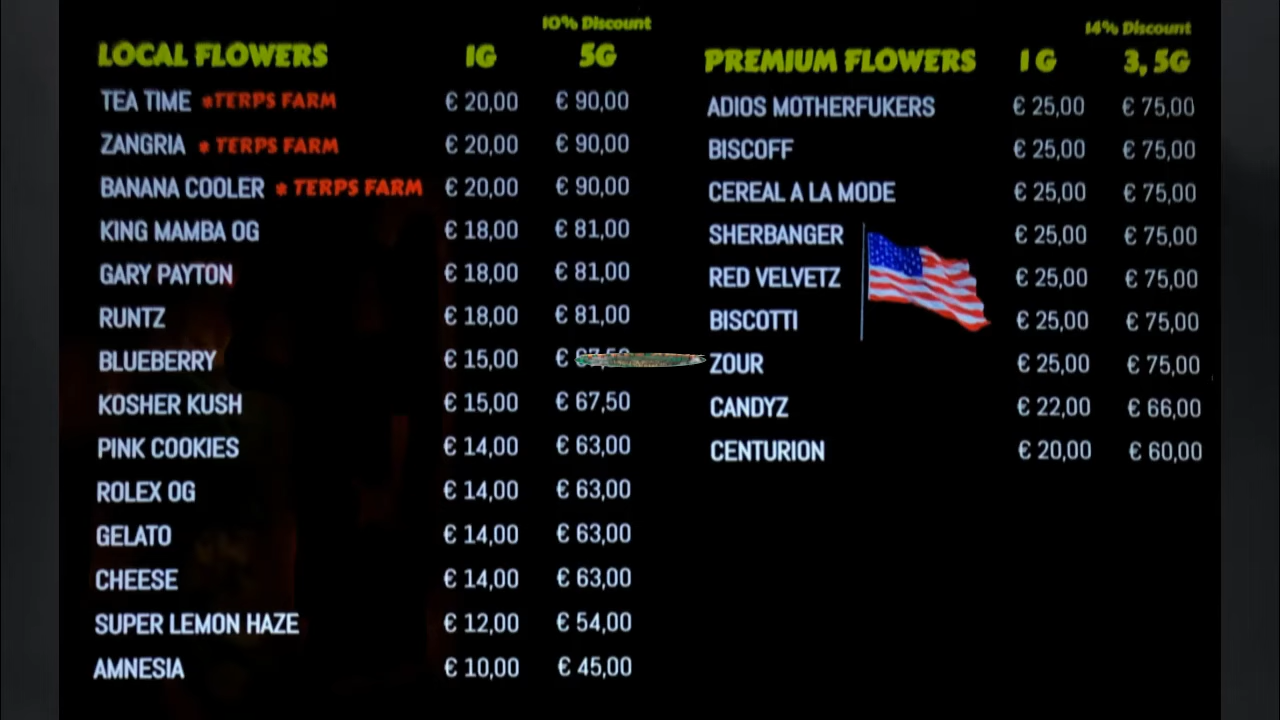 10% Discount
LOCAL FLOWERS 1G 5G
TEA TIME *TERPS FARM € 20,00 € 90,00
ZANGRIA * TERPS FARM € 20,00 € 90,00
BANANA COOLER * TERPS FARM € 20,00 € 90,00
KING MAMBA OG € 18,00 € 81,00
GARY PAYTON € 18,00 € 81,00
RUNTZ € 18,00 € 81,00
BLUEBERRY € 15,00 €
KOSHER KUSH € 15,00 € 67,50
PINK COOKIES € 14,00 € 63,00
ROLEX OG € 14,00 € 63,00
GELATO € 14,00 € 63,00
CHEESE € 14,00 € 63,00
SUPER LEMON HAZE € 12,00 € 54,00
AMNESIA € 10,00 € 45,00
14% Discount
PREMIUM FLOWERS 1 G 3, 5G
ADIOS MOTHERFUKERS € 25,00 € 75,00
BISCOFF € 25,00 € 75,00
CEREAL A LA MODE € 25,00 € 75,00
SHERBANGER € 25,00 € 75,00
RED VELVETZ € 25,00 € 75,00
BISCOTTI € 25,00 € 75,00
ZOUR € 25,00 € 75,00
CANDYZ € 22,00 € 66,00
CENTURION € 20,00 € 60,00